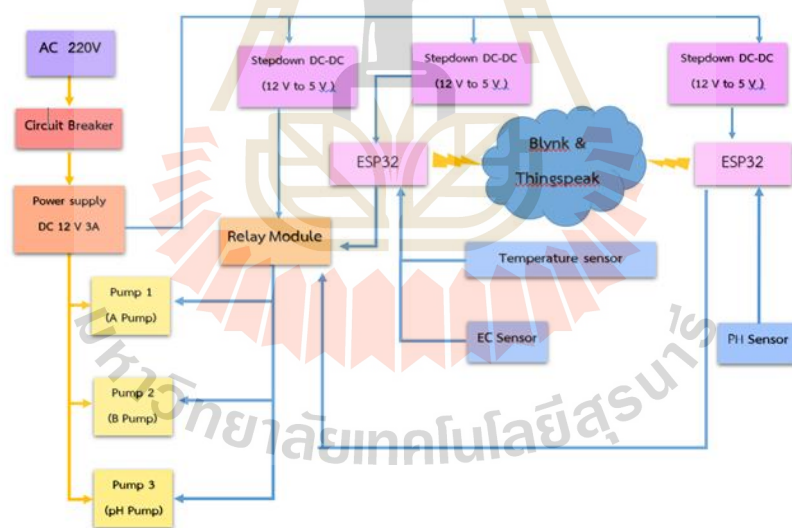 AC 220V
Circuit Breaker
Power supply
DC 12 V 3A
Stepdown DC-DC
(12 V to 5 V.)
Stepdown DC-DC
(12 V to 5 V.)
Stepdown DC-DC
(12 V to 5 V.)
ESP32
Blynk &
Thingspeak
ESP32
Relay Module
Temperature sensor
EC Sensor
PH Sensor
Pump 1
(A Pump)
Pump 2
(B Pump)
Pump 3
(pH Pump)
มหาวิทยาลัยเทคโนโลยีสุรนารี